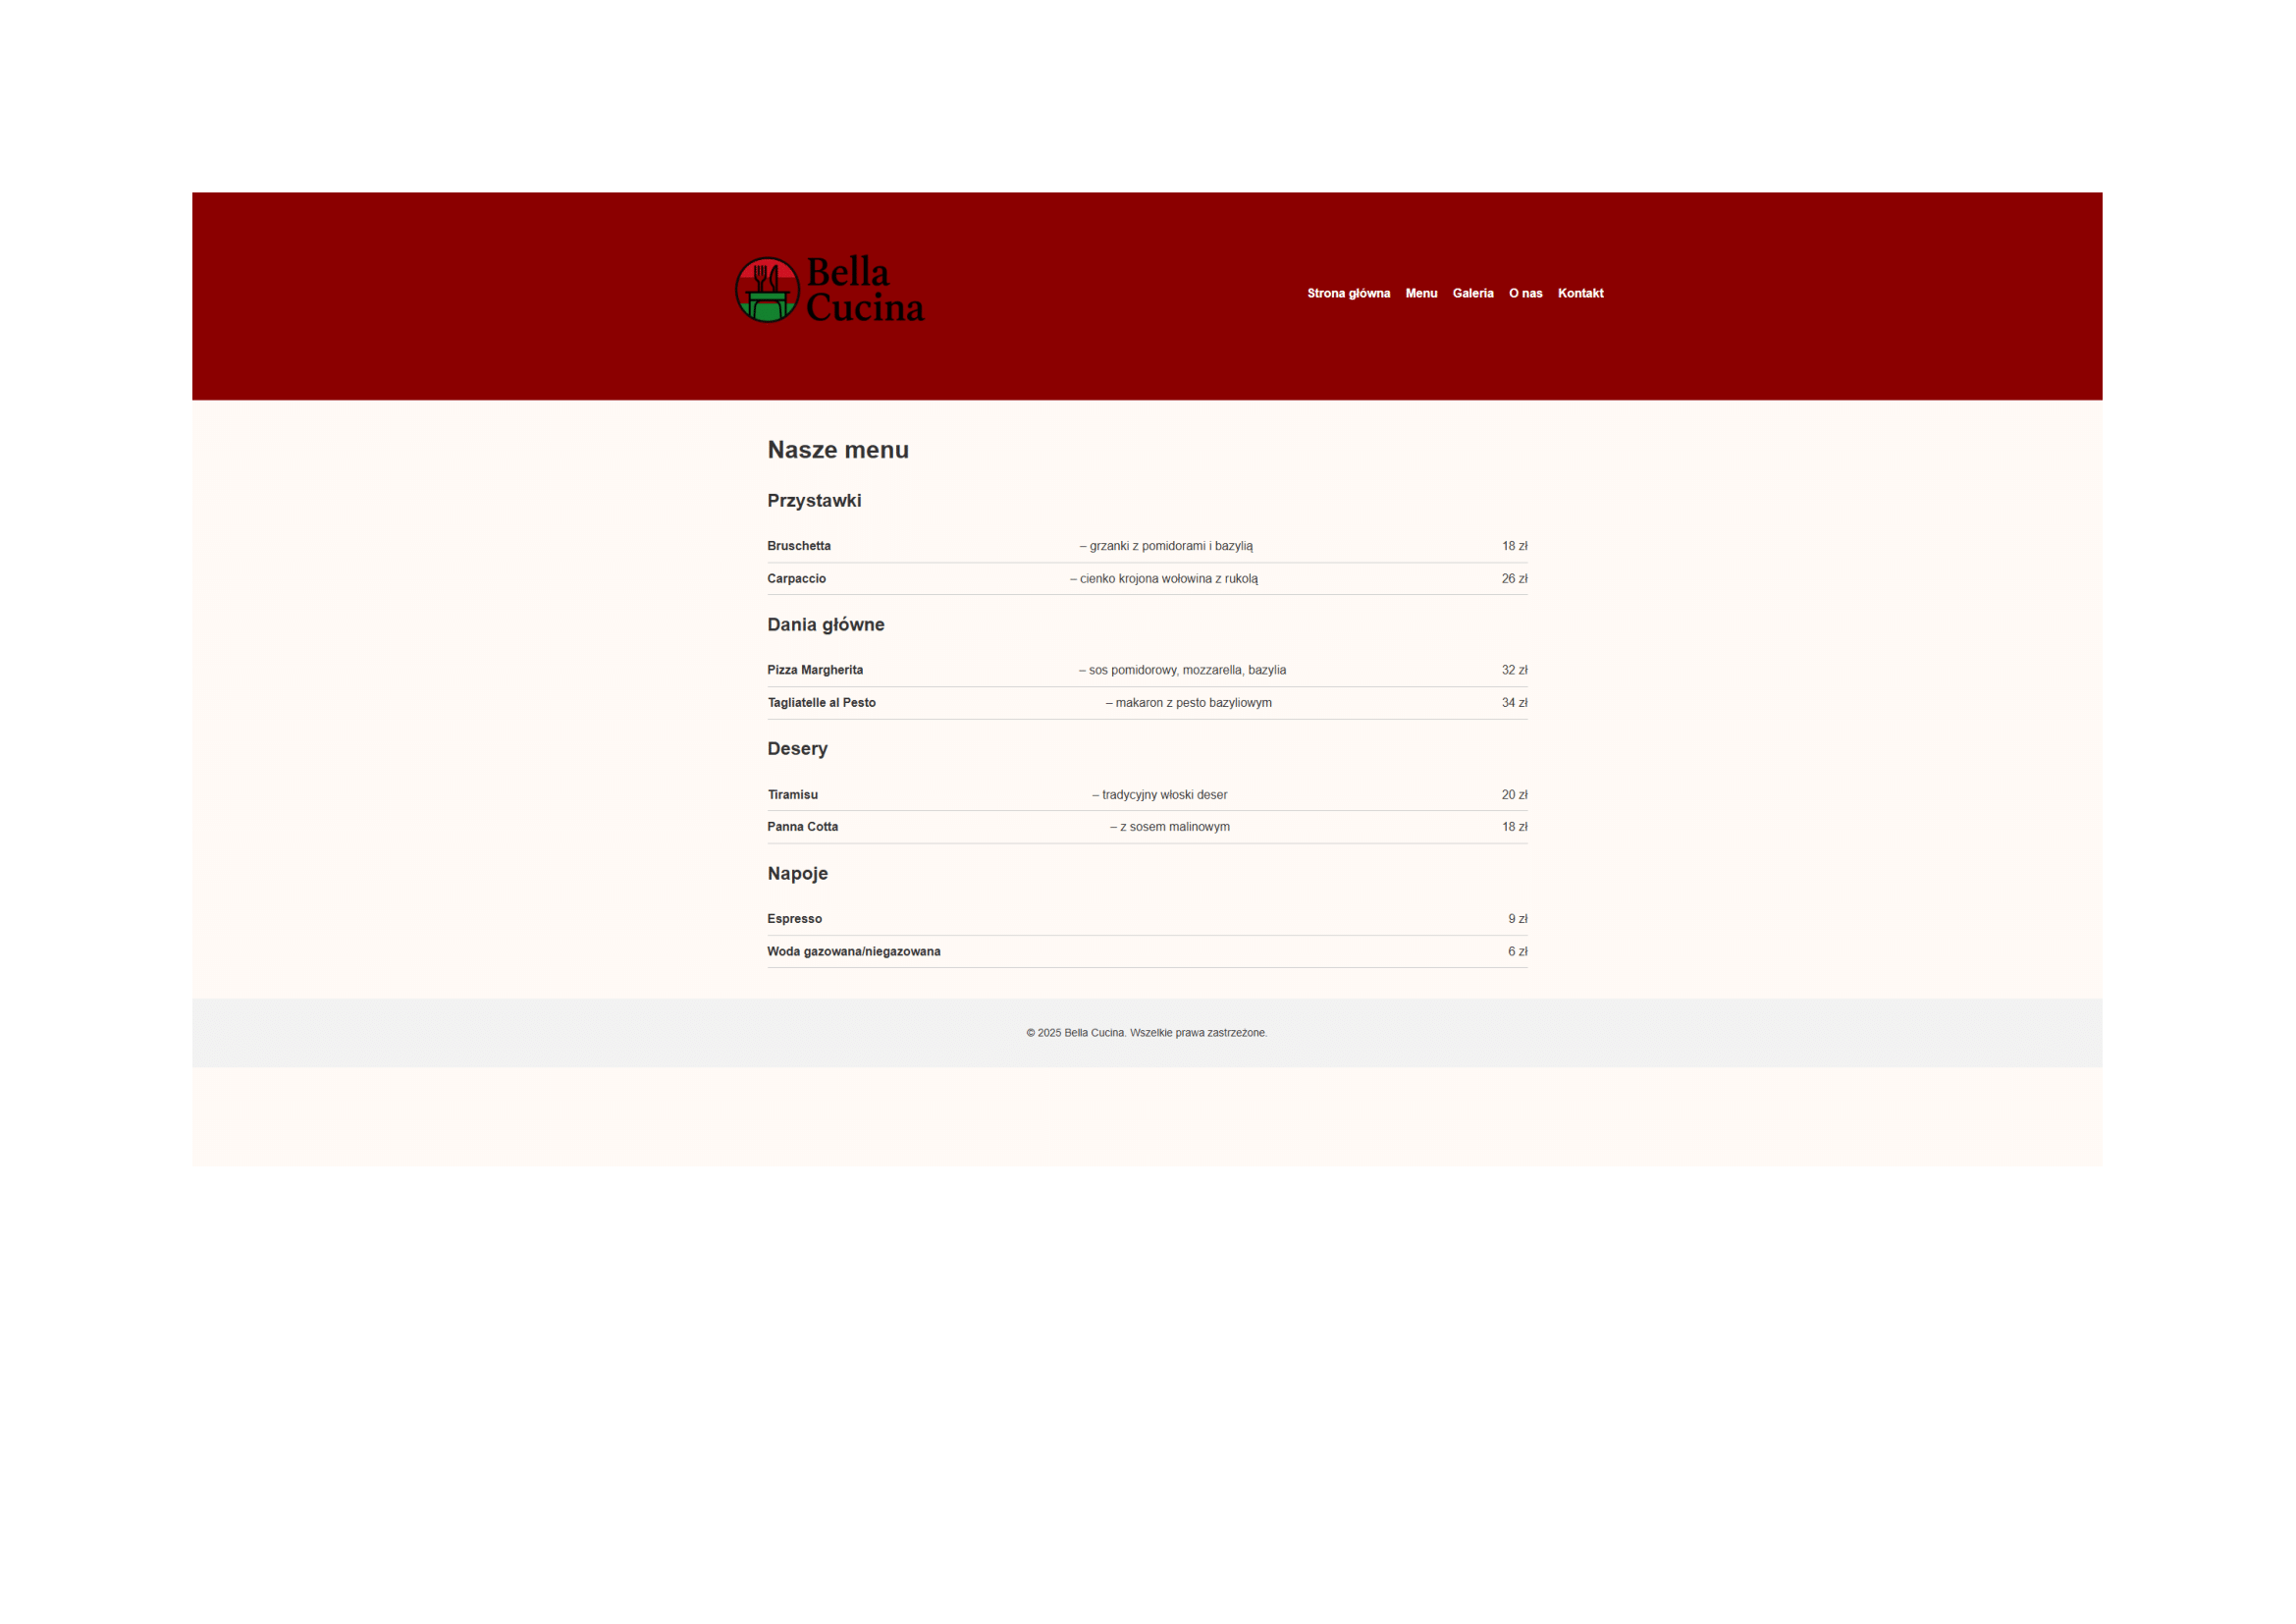 Bella
Cucina
Strona główna Menu Galeria O nas Kontakt
Nasze menu
Przystawki
Bruschetta – grzanki z pomidorami i bazylią 18 zł
Carpaccio – cienko krojona wołowina z rukolą 26 zł
Dania główne
Pizza Margherita – sos pomidorowy, mozzarella, bazylia 32 zł
Tagliatelle al Pesto – makaron z pesto bazyliowym 34 zł
Desery
Tiramisu – tradycyjny włoski deser 20 zł
Panna Cotta – z sosem malinowym 18 zł
Napoje
Espresso 9 zł
Woda gazowana/niegazowana 6 zł
© 2025 Bella Cucina. Wszelkie prawa zastrzeżone.